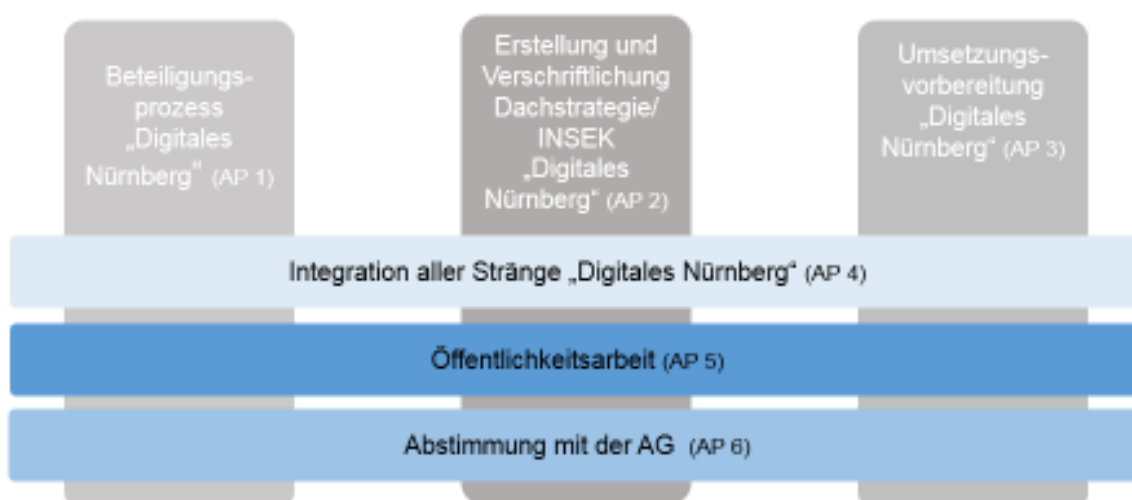 Beteiligungs-
prozess
„Digitales
Nürnberg“ (AP 1)
Erstellung und
Verschriftlichung
Dachstrategie/
INSEK
„Digitales
Nürnberg“ (AP 2)
Umsetzungs-
vorbereitung
„Digitales
Nürnberg“ (AP 3)
Integration aller Stränge „Digitales Nürnberg“ (AP 4)
Öffentlichkeitsarbeit (AP 5)
Abstimmung mit der AG (AP 6)